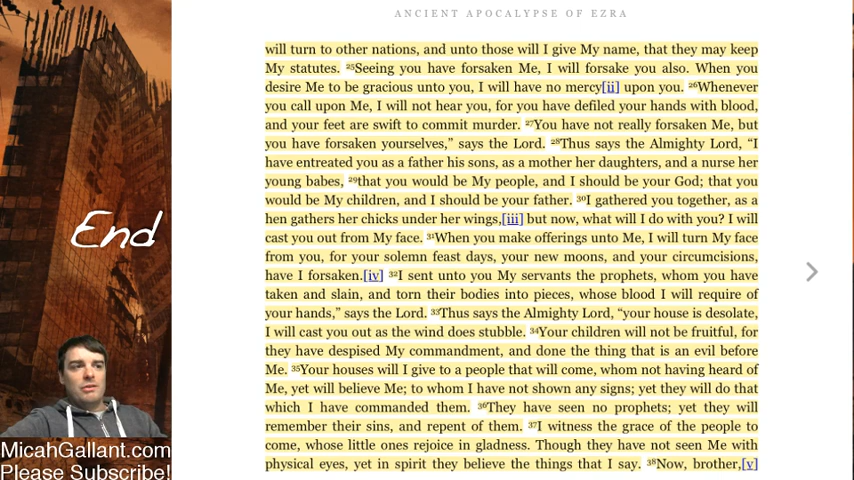 ANCIENT APOCALYPSE OF EZRA
will turn to other nations, and unto those will I give My name, that they may keep
My statutes. ²⁵Seeing you have forsaken Me, I will forsake you also. When you
desire Me to be gracious unto you, I will have no mercy[ii] upon you. ²⁶Whenever
you call upon Me, I will not hear you, for you have defiled your hands with blood,
and your feet are swift to commit murder. ²⁷You have not really forsaken Me, but
you have forsaken yourselves,” says the Lord. ²⁸Thus says the Almighty Lord, “I
have entreated you as a father his sons, as a mother her daughters, and a nurse her
young babes, ²⁹that you would be My people, and I should be your God; that you
would be My children, and I should be your father. ³⁰I gathered you together, as a
hen gathers her chicks under her wings,[iii] but now, what will I do with you? I will
cast you out from My face. ³¹When you make offerings unto Me, I will turn My face
from you, for your solemn feast days, your new moons, and your circumcisions,
have I forsaken.[iv] ³²I sent unto you My servants the prophets, whom you have
taken and slain, and torn their bodies into pieces, whose blood I will require of
your hands,” says the Lord. ³³Thus says the Almighty Lord, “your house is desolate,
I will cast you out as the wind does stubble. ³⁴Your children will not be fruitful, for
they have despised My commandment, and done the thing that is an evil before
Me. ³⁵Your houses will I give to a people that will come, whom not having heard of
Me, yet will believe Me; to whom I have not shown any signs; yet they will do that
which I have commanded them. ³⁶They have seen no prophets; yet they will
remember their sins, and repent of them. ³⁷I witness the grace of the people to
come, whose little ones rejoice in gladness. Though they have not seen Me with
physical eyes, yet in spirit they believe the things that I say. ³⁸Now, brother,[v]
End
MicahGallant.com
Please Subscribe!